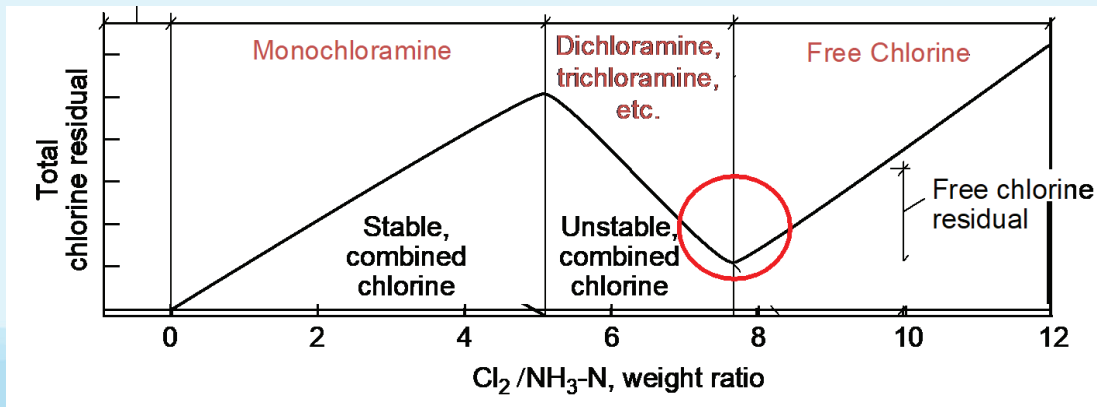 Monochloramine
Dichloramine,
trichloramine,
etc.
Free Chlorine
Total
chlorine residual
Stable,
combined
chlorine
Unstable,
combined
chlorine
Free chlorine
residual
0 2 4 6 8 10 12
Cl₂ /NH₃-N, weight ratio